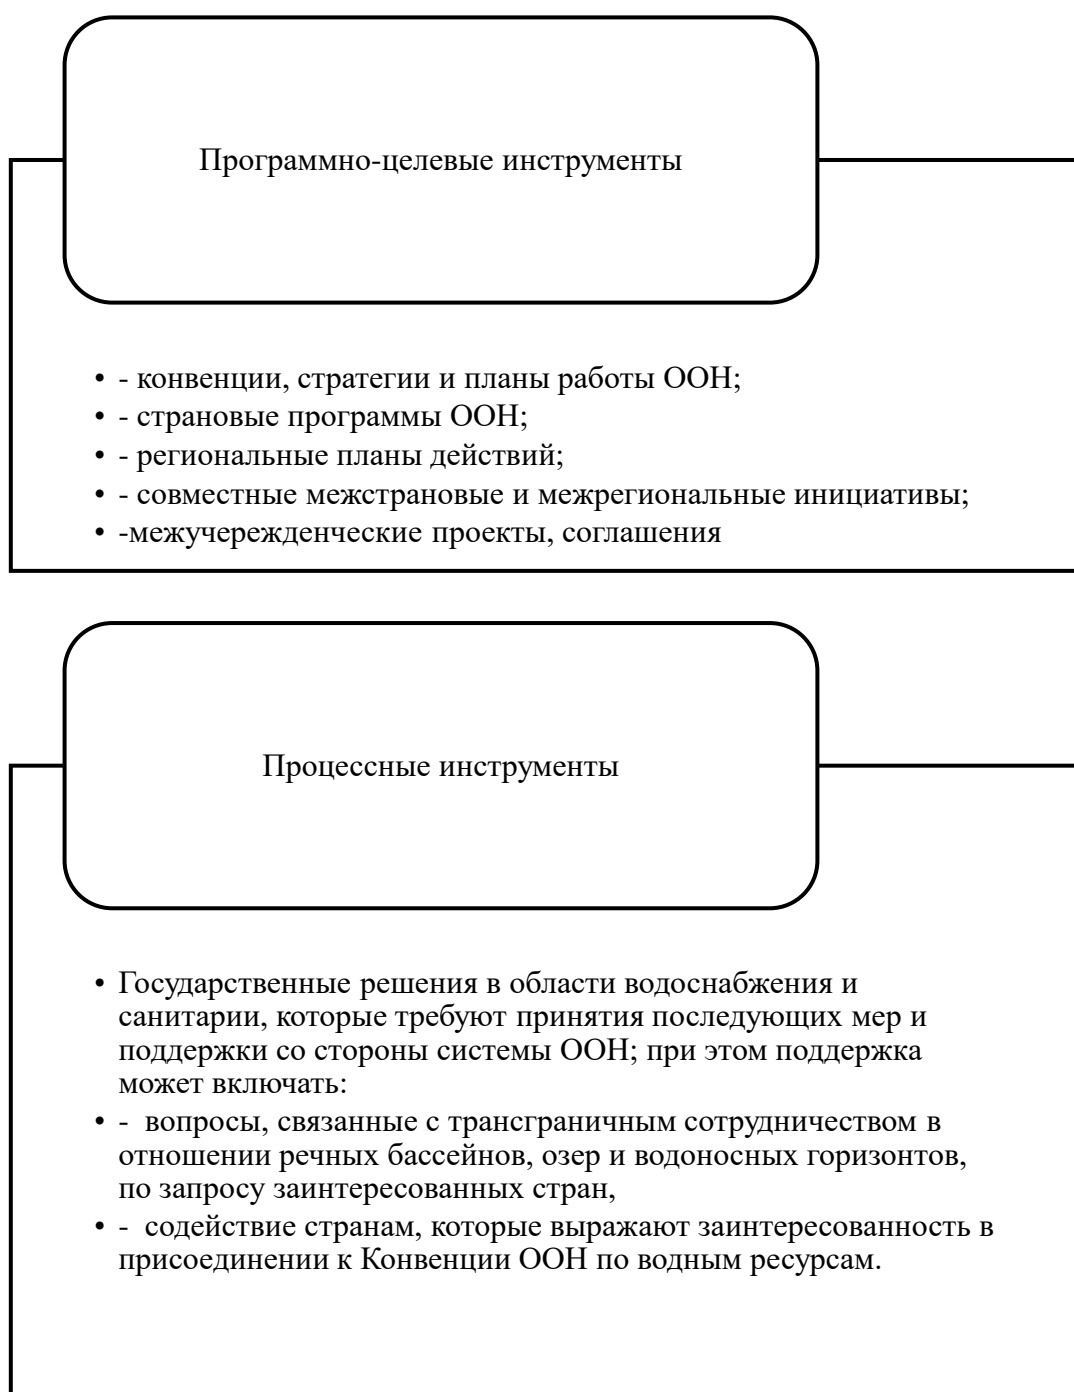 Программно-целевые инструменты
• - конвенции, стратегии и планы работы ООН;
• - страновые программы ООН;
• - региональные планы действий;
• - совместные межстрановые и межрегиональные инициативы;
• -межучережденческие проекты, соглашения
Процессные инструменты
• Государственные решения в области водоснабжения и
санитарии, которые требуют принятия последующих мер и
поддержки со стороны системы ООН; при этом поддержка
может включать:
• - вопросы, связанные с трансграничным сотрудничеством в
отношении речных бассейнов, озер и водоносных горизонтов,
по запросу заинтересованных стран,
• - содействие странам, которые выражают заинтересованность в
присоединении к Конвенции ООН по водным ресурсам.